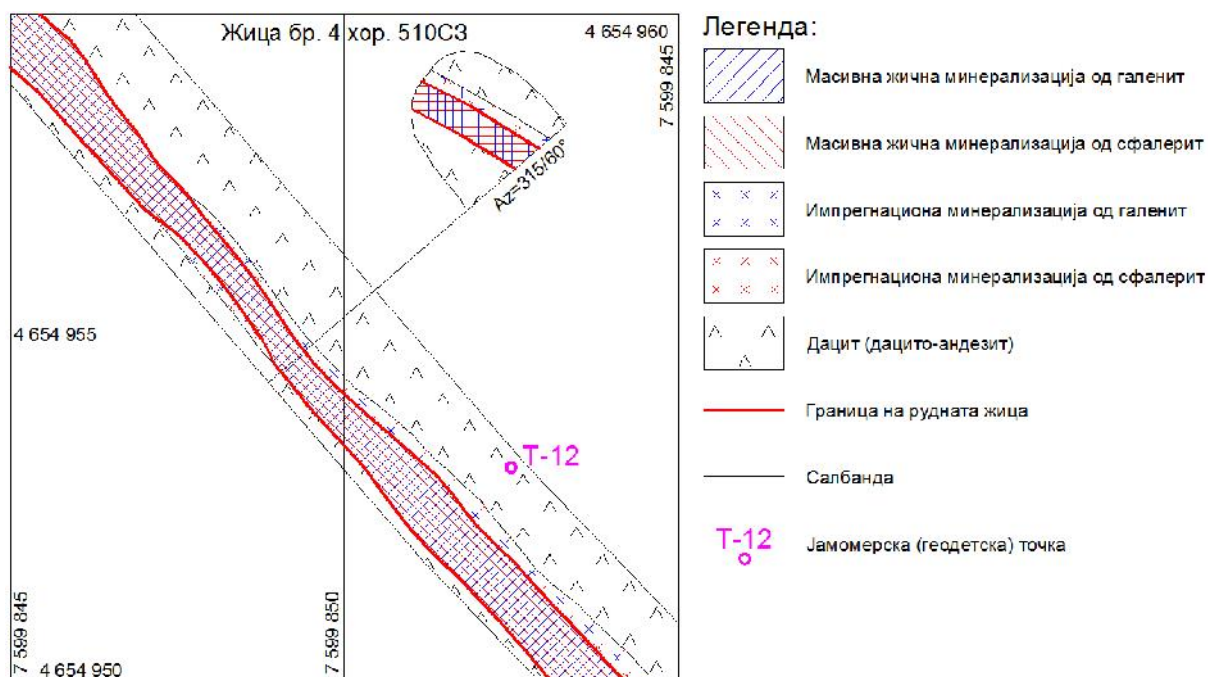 Жица бр. 4 хор. 510СЗ
4 654 960
7 599 845
Az=315/60°
4 654 955
Т-12
7 599 845
7 599 850
4 654 950
Легенда:
Масивна жична минерализација од галенит
Масивна жична минерализација од сфалерит
Импрегнациона минерализација од галенит
Импрегнациона минерализација од сфалерит
Дацит (дацито-андезит)
Граница на рудната жица
Салбанда
Т-12
Јамомерска (геодетска) точка